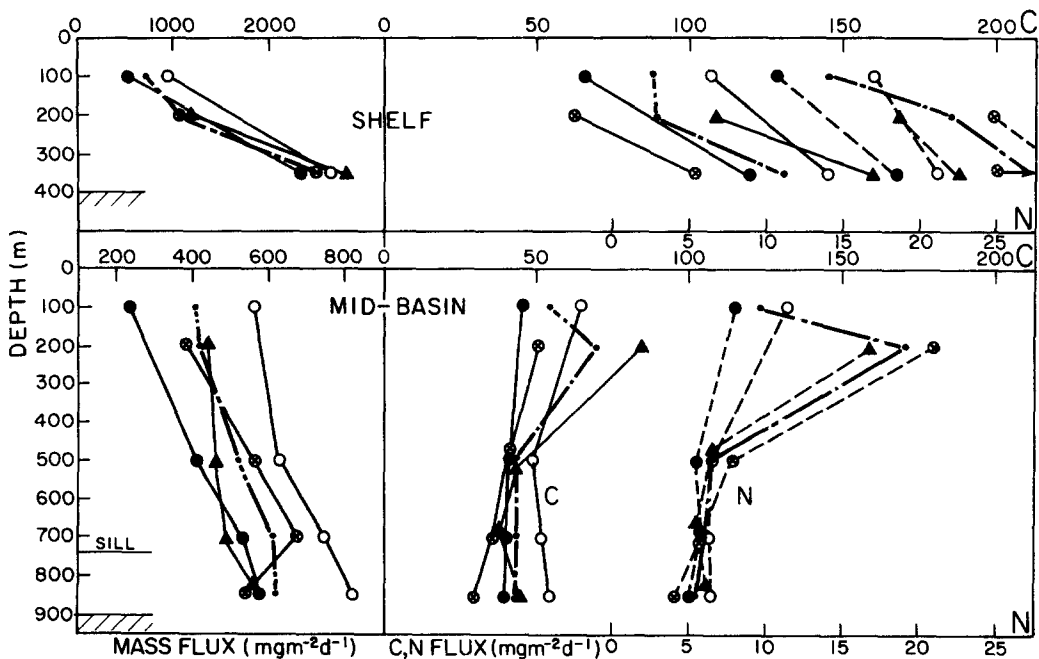 0 1000 2000 0 50 100 150 200 C
0
100
200
300
400
SHELF
N
0 5 10 15 20 25
200 400 600 800 0 50 100 150 200 C
0
100
200
300
400
500
600
700
800
900
MID-BASIN
C
N
SILL
DEPTH (m)
N
0 5 10 15 20 25
MASS FLUX (mgm⁻²d⁻¹) C,N FLUX (mgm⁻²d⁻¹)